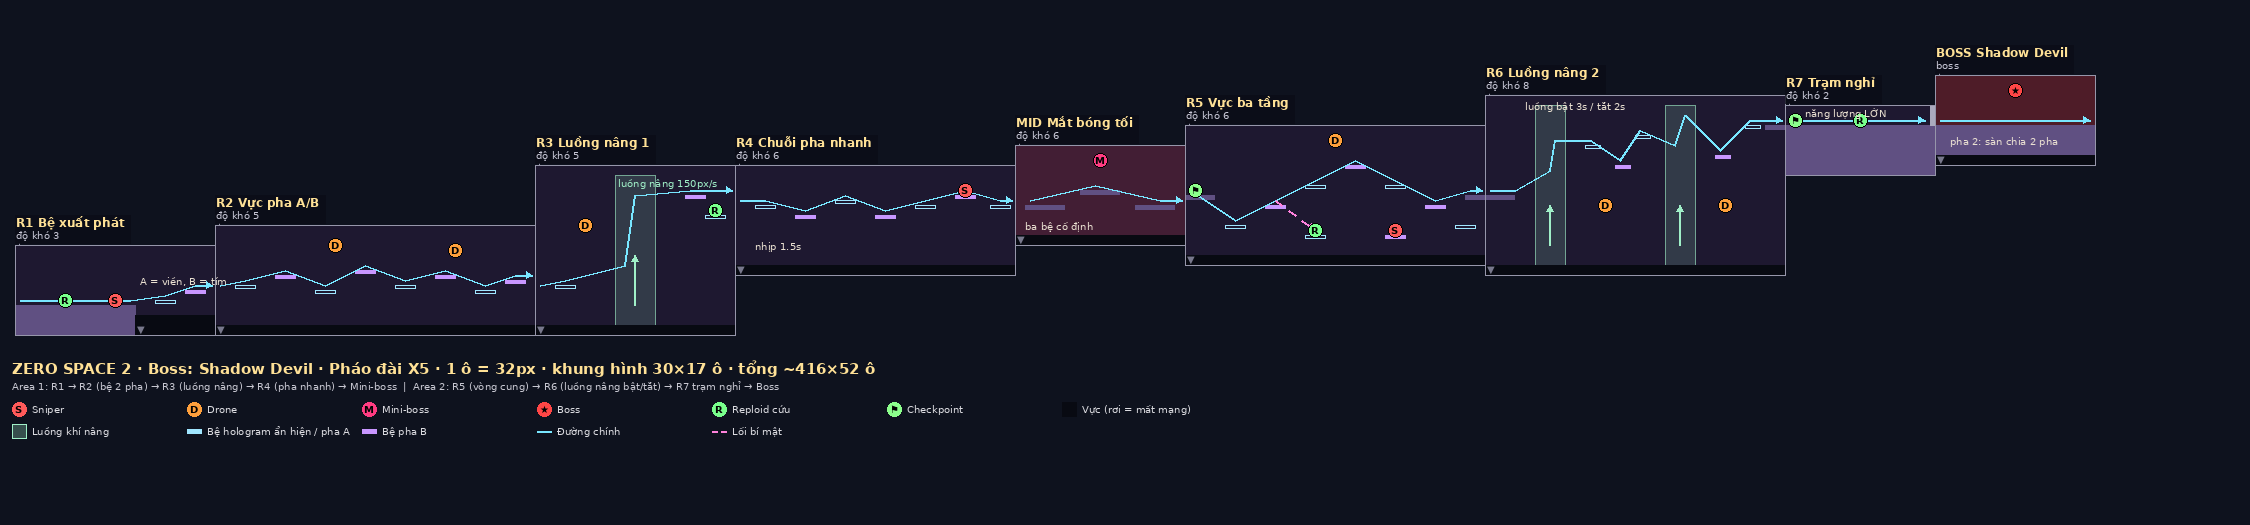 BOSS Shadow Devil
boss
R6 Luồng nâng 2
độ khó 8
luồng bật 3s / tắt 2s
R7 Trạm nghỉ
độ khó 2
năng lượng LỚN
pha 2: sàn chia 2 pha
R5 Vực ba tầng
độ khó 6
MID Mắt bóng tối
độ khó 6
ba bệ cố định
R3 Luồng nâng 1
độ khó 5
luồng nâng 150px/s
R4 Chuỗi pha nhanh
độ khó 6
nhịp 1.5s
R2 Vực pha A/B
độ khó 5
R1 Bệ xuất phát
độ khó 3
A = viền, B = tím
★
M
D
D
D
D
D
D
S
S
S
R
R
R
R
ZERO SPACE 2 · Boss: Shadow Devil · Pháo đài X5 · 1 ô = 32px · khung hình 30×17 ô · tổng ~416×52 ô
Area 1: R1 → R2 (bệ 2 pha) → R3 (luồng nâng) → R4 (pha nhanh) → Mini-boss | Area 2: R5 (vòng cung) → R6 (luồng nâng bật/tắt) → R7 trạm nghỉ → Boss
S Sniper
D Drone
M Mini-boss
★ Boss
R Reploid cứu
Checkpoint
Vực (rơi = mất mạng)
Luồng khí nâng
Bệ hologram ẩn hiện / pha A
Bệ pha B
Đường chính
Lối bí mật